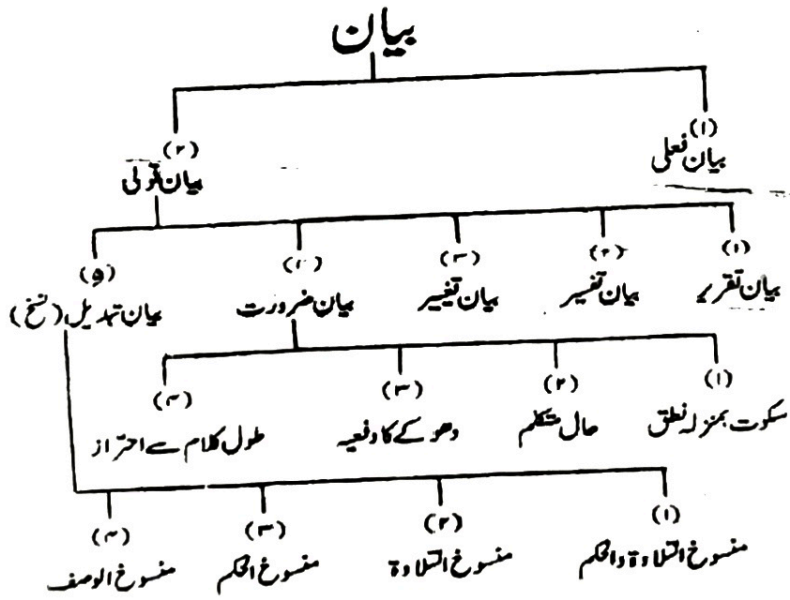 بیان
(۱) (۲)
بیان فعلی بیان قولی
(۱) (۲) (۳) (۴) (۵)
بیان تقریر بیان تفسیر بیان تغییر بیان ضرورت بیان تبدیل (نسخ)
(۱) (۲) (۳) (۴)
سکوت بمنزلہ نطق حال متکلم دھوکے کا دفعیہ طول کلام سے احتراز
(۱) (۲) (۳) (۴)
منسوخ التلاوۃ والحکم منسوخ التلاوۃ منسوخ الحکم منسوخ الوصف